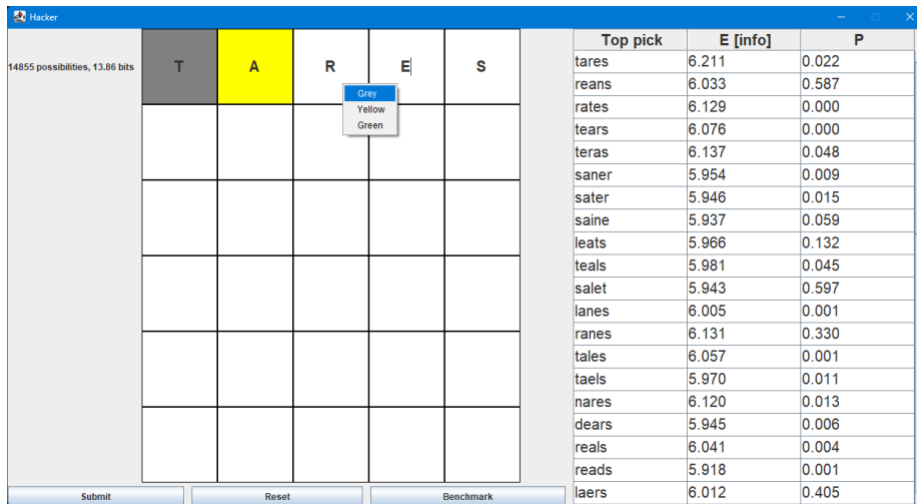 Hacker
14855 possibilities, 13.86 bits
T A R E S
Grey
Yellow
Green
Top pick E [info] P
tares 6.211 0.022
reans 6.033 0.587
rates 6.129 0.000
tears 6.076 0.000
teras 6.137 0.048
saner 5.954 0.009
sater 5.946 0.015
saine 5.937 0.059
leats 5.966 0.132
teals 5.981 0.045
salet 5.943 0.597
lanes 6.005 0.001
ranes 6.131 0.330
tales 6.057 0.001
taels 5.970 0.011
nares 6.120 0.013
dears 5.945 0.006
reals 6.041 0.004
reads 5.918 0.001
laers 6.012 0.405
Submit Reset Benchmark